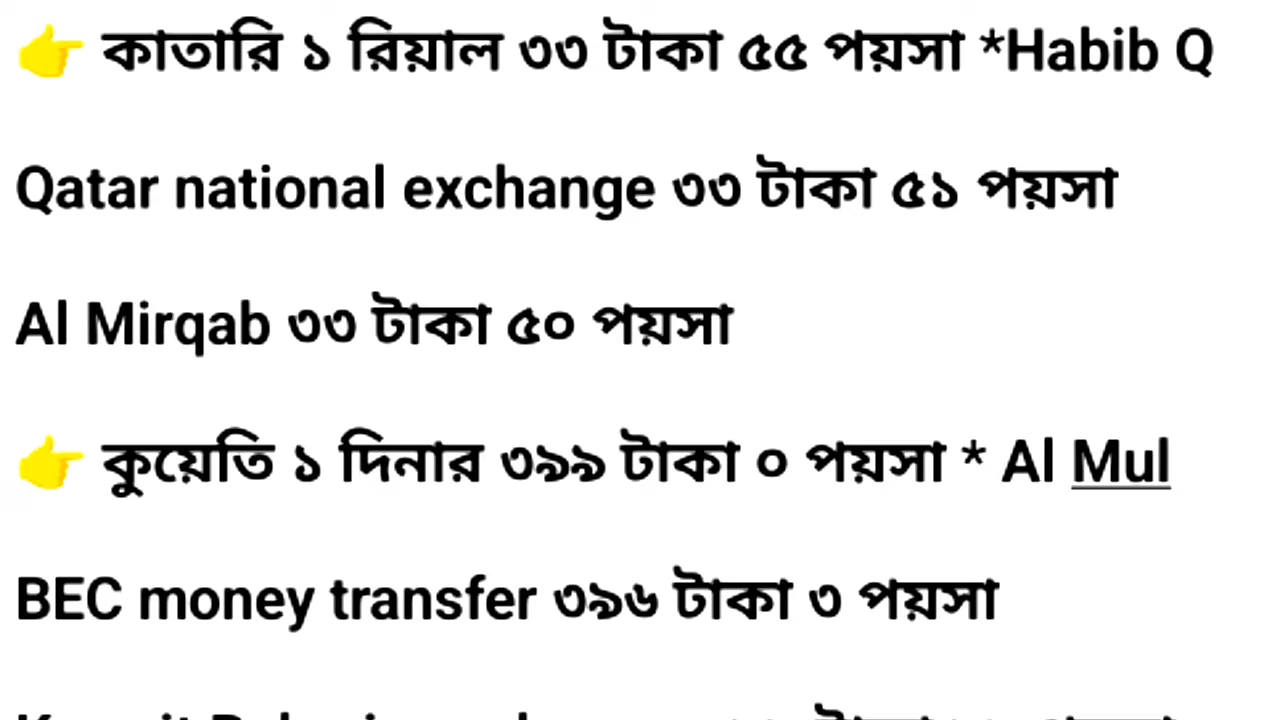 👉 কাতারি ১ রিয়াল ৩৩ টাকা ৫৫ পয়সা *Habib Q
Qatar national exchange ৩৩ টাকা ৫১ পয়সা
Al Mirqab ৩৩ টাকা ৫০ পয়সা
👉 কুয়েতি ১ দিনার ৩৯৯ টাকা ০ পয়সা * Al Mul
BEC money transfer ৩৯৬ টাকা ৩ পয়সা